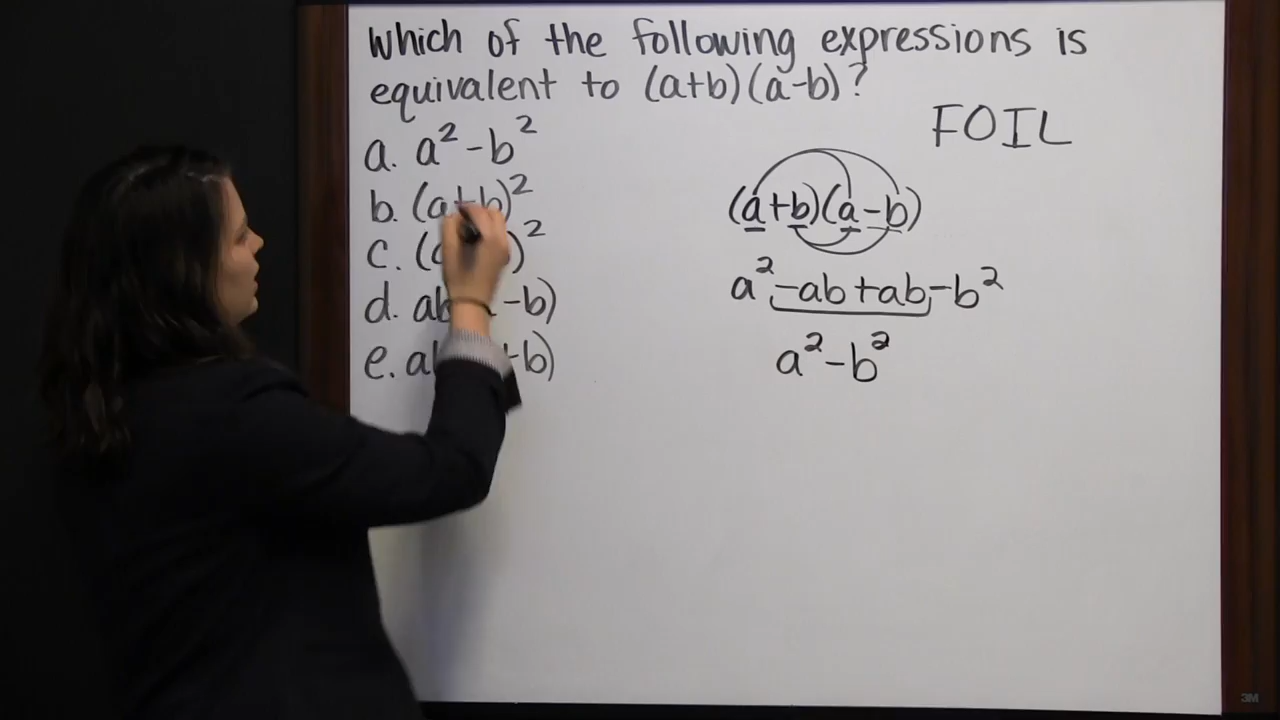 Which of the following expressions is
equivalent to (a+b)(a-b)?
FOIL
a. a² - b²
b. (a+b)²
c. ( )²
d. ab -b)
e. a +b)
(a+b)(a-b)
a² -ab +ab -b²
a² - b²
3M